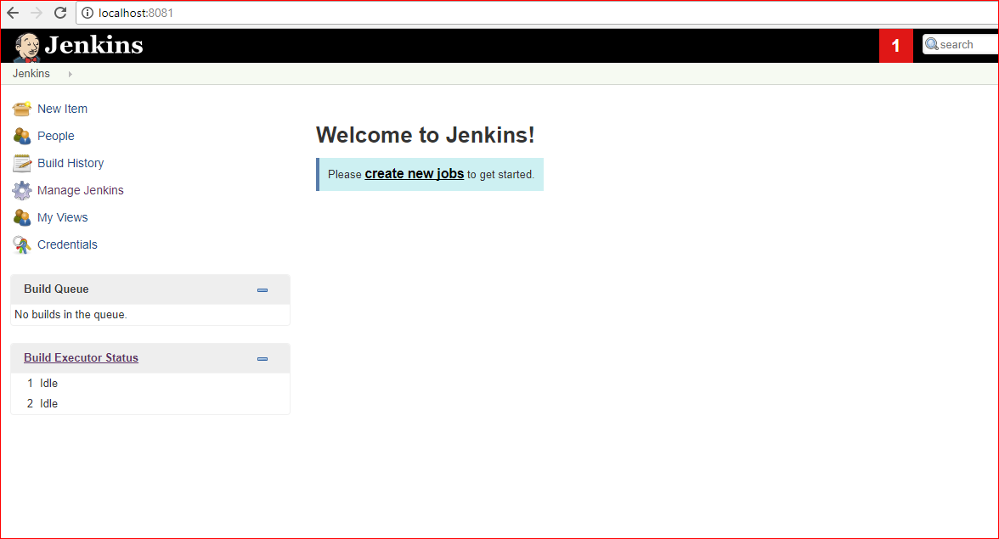 localhost:8081
Jenkins
1
search
Jenkins
New Item
People
Build History
Manage Jenkins
My Views
Credentials
Welcome to Jenkins!
Please create new jobs to get started.
Build Queue
No builds in the queue.
Build Executor Status
1 Idle
2 Idle